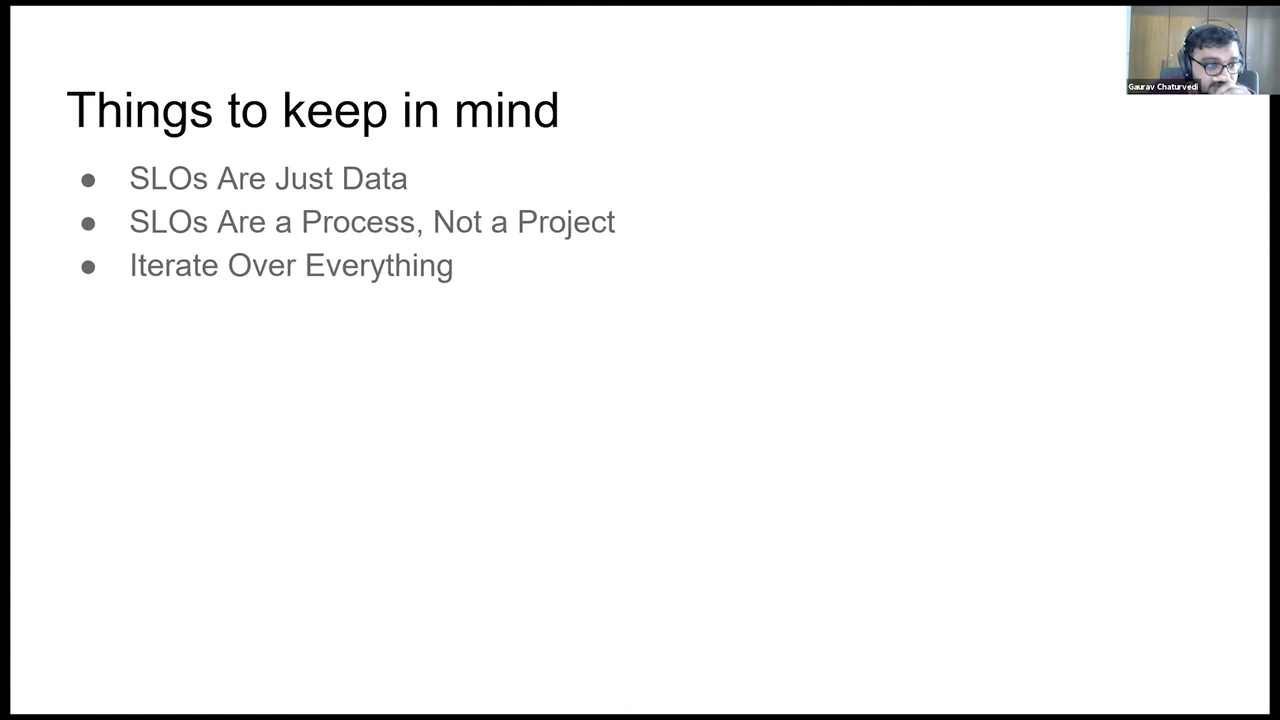 Things to keep in mind
● SLOs Are Just Data
● SLOs Are a Process, Not a Project
● Iterate Over Everything
Gaurav Chaturvedi